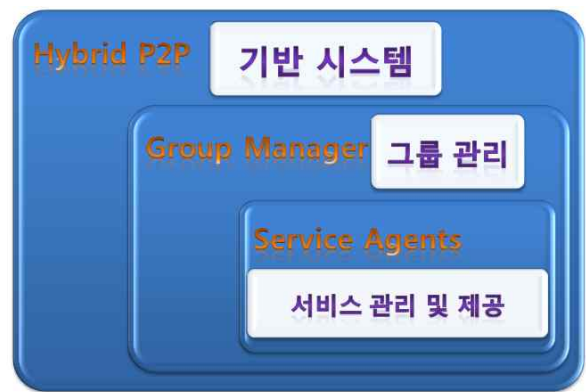 Hybrid P2P 기반 시스템
Group Manager 그룹 관리
Service Agents
서비스 관리 및 제공